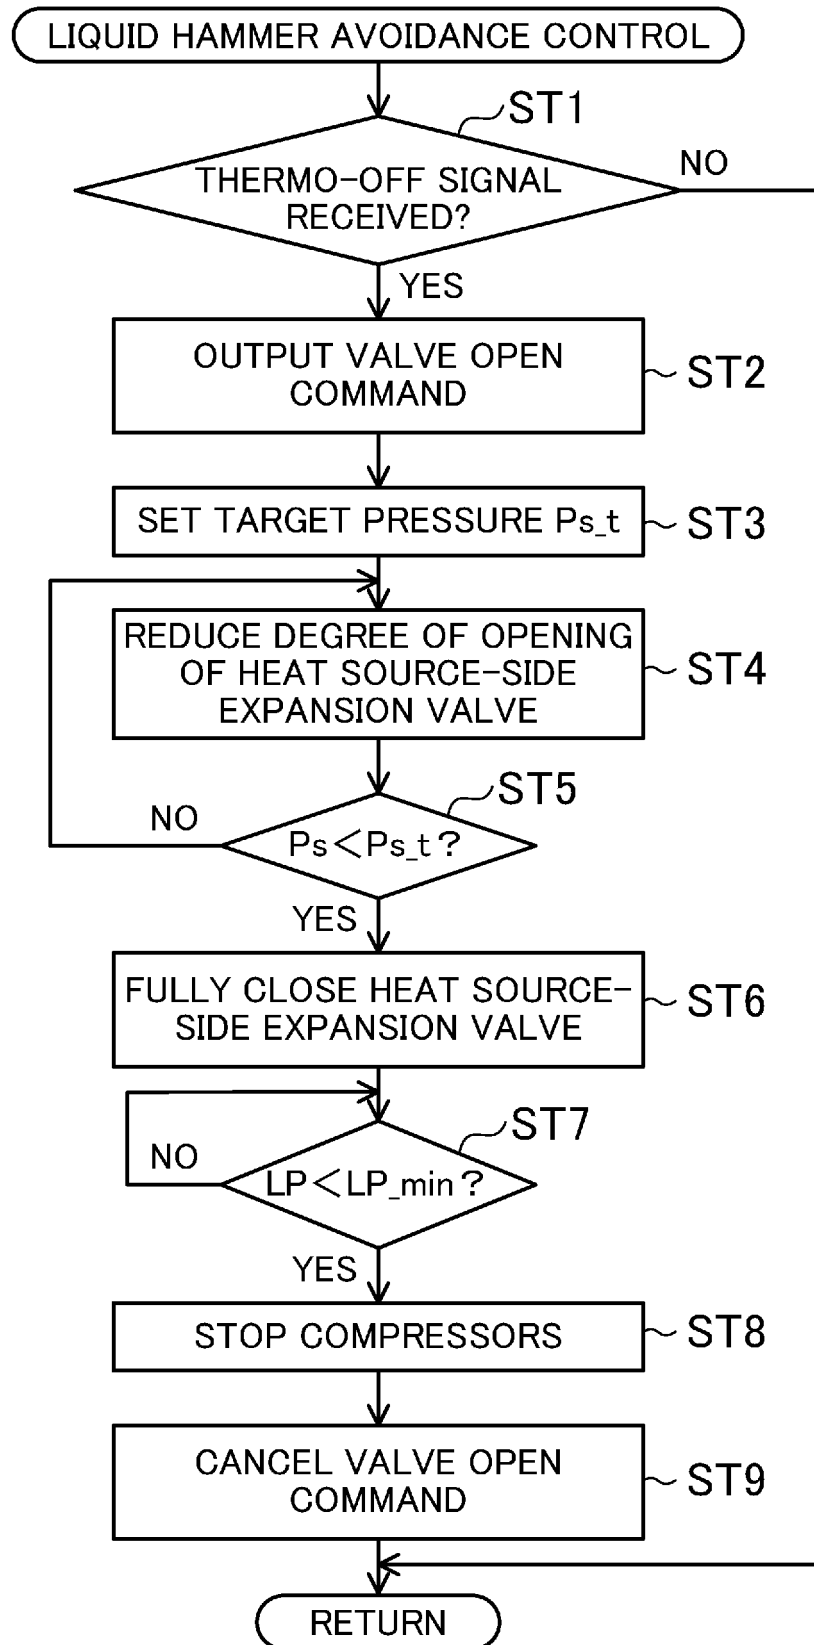 LIQUID HAMMER AVOIDANCE CONTROL
ST1
THERMO-OFF SIGNAL
RECEIVED?
NO
YES
OUTPUT VALVE OPEN
COMMAND
ST2
SET TARGET PRESSURE Ps_t
ST3
REDUCE DEGREE OF OPENING
OF HEAT SOURCE-SIDE
EXPANSION VALVE
ST4
ST5
NO
Ps<Ps_t?
YES
FULLY CLOSE HEAT SOURCE-
SIDE EXPANSION VALVE
ST6
ST7
NO
LP<LP_min?
YES
STOP COMPRESSORS
ST8
CANCEL VALVE OPEN
COMMAND
ST9
RETURN